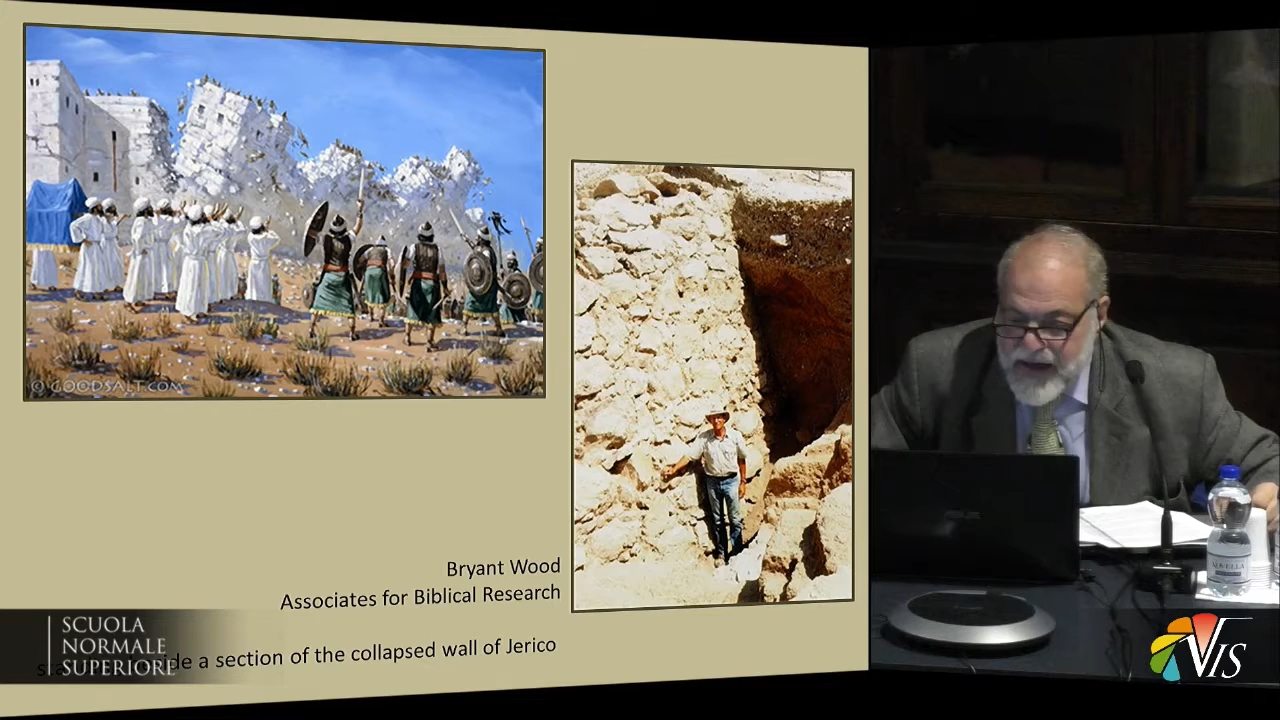 © GOODSALT.COM
Bryant Wood
Associates for Biblical Research
a section of the collapsed wall of Jerico
SCUOLA
NORMALE
SUPERIORE
VIS